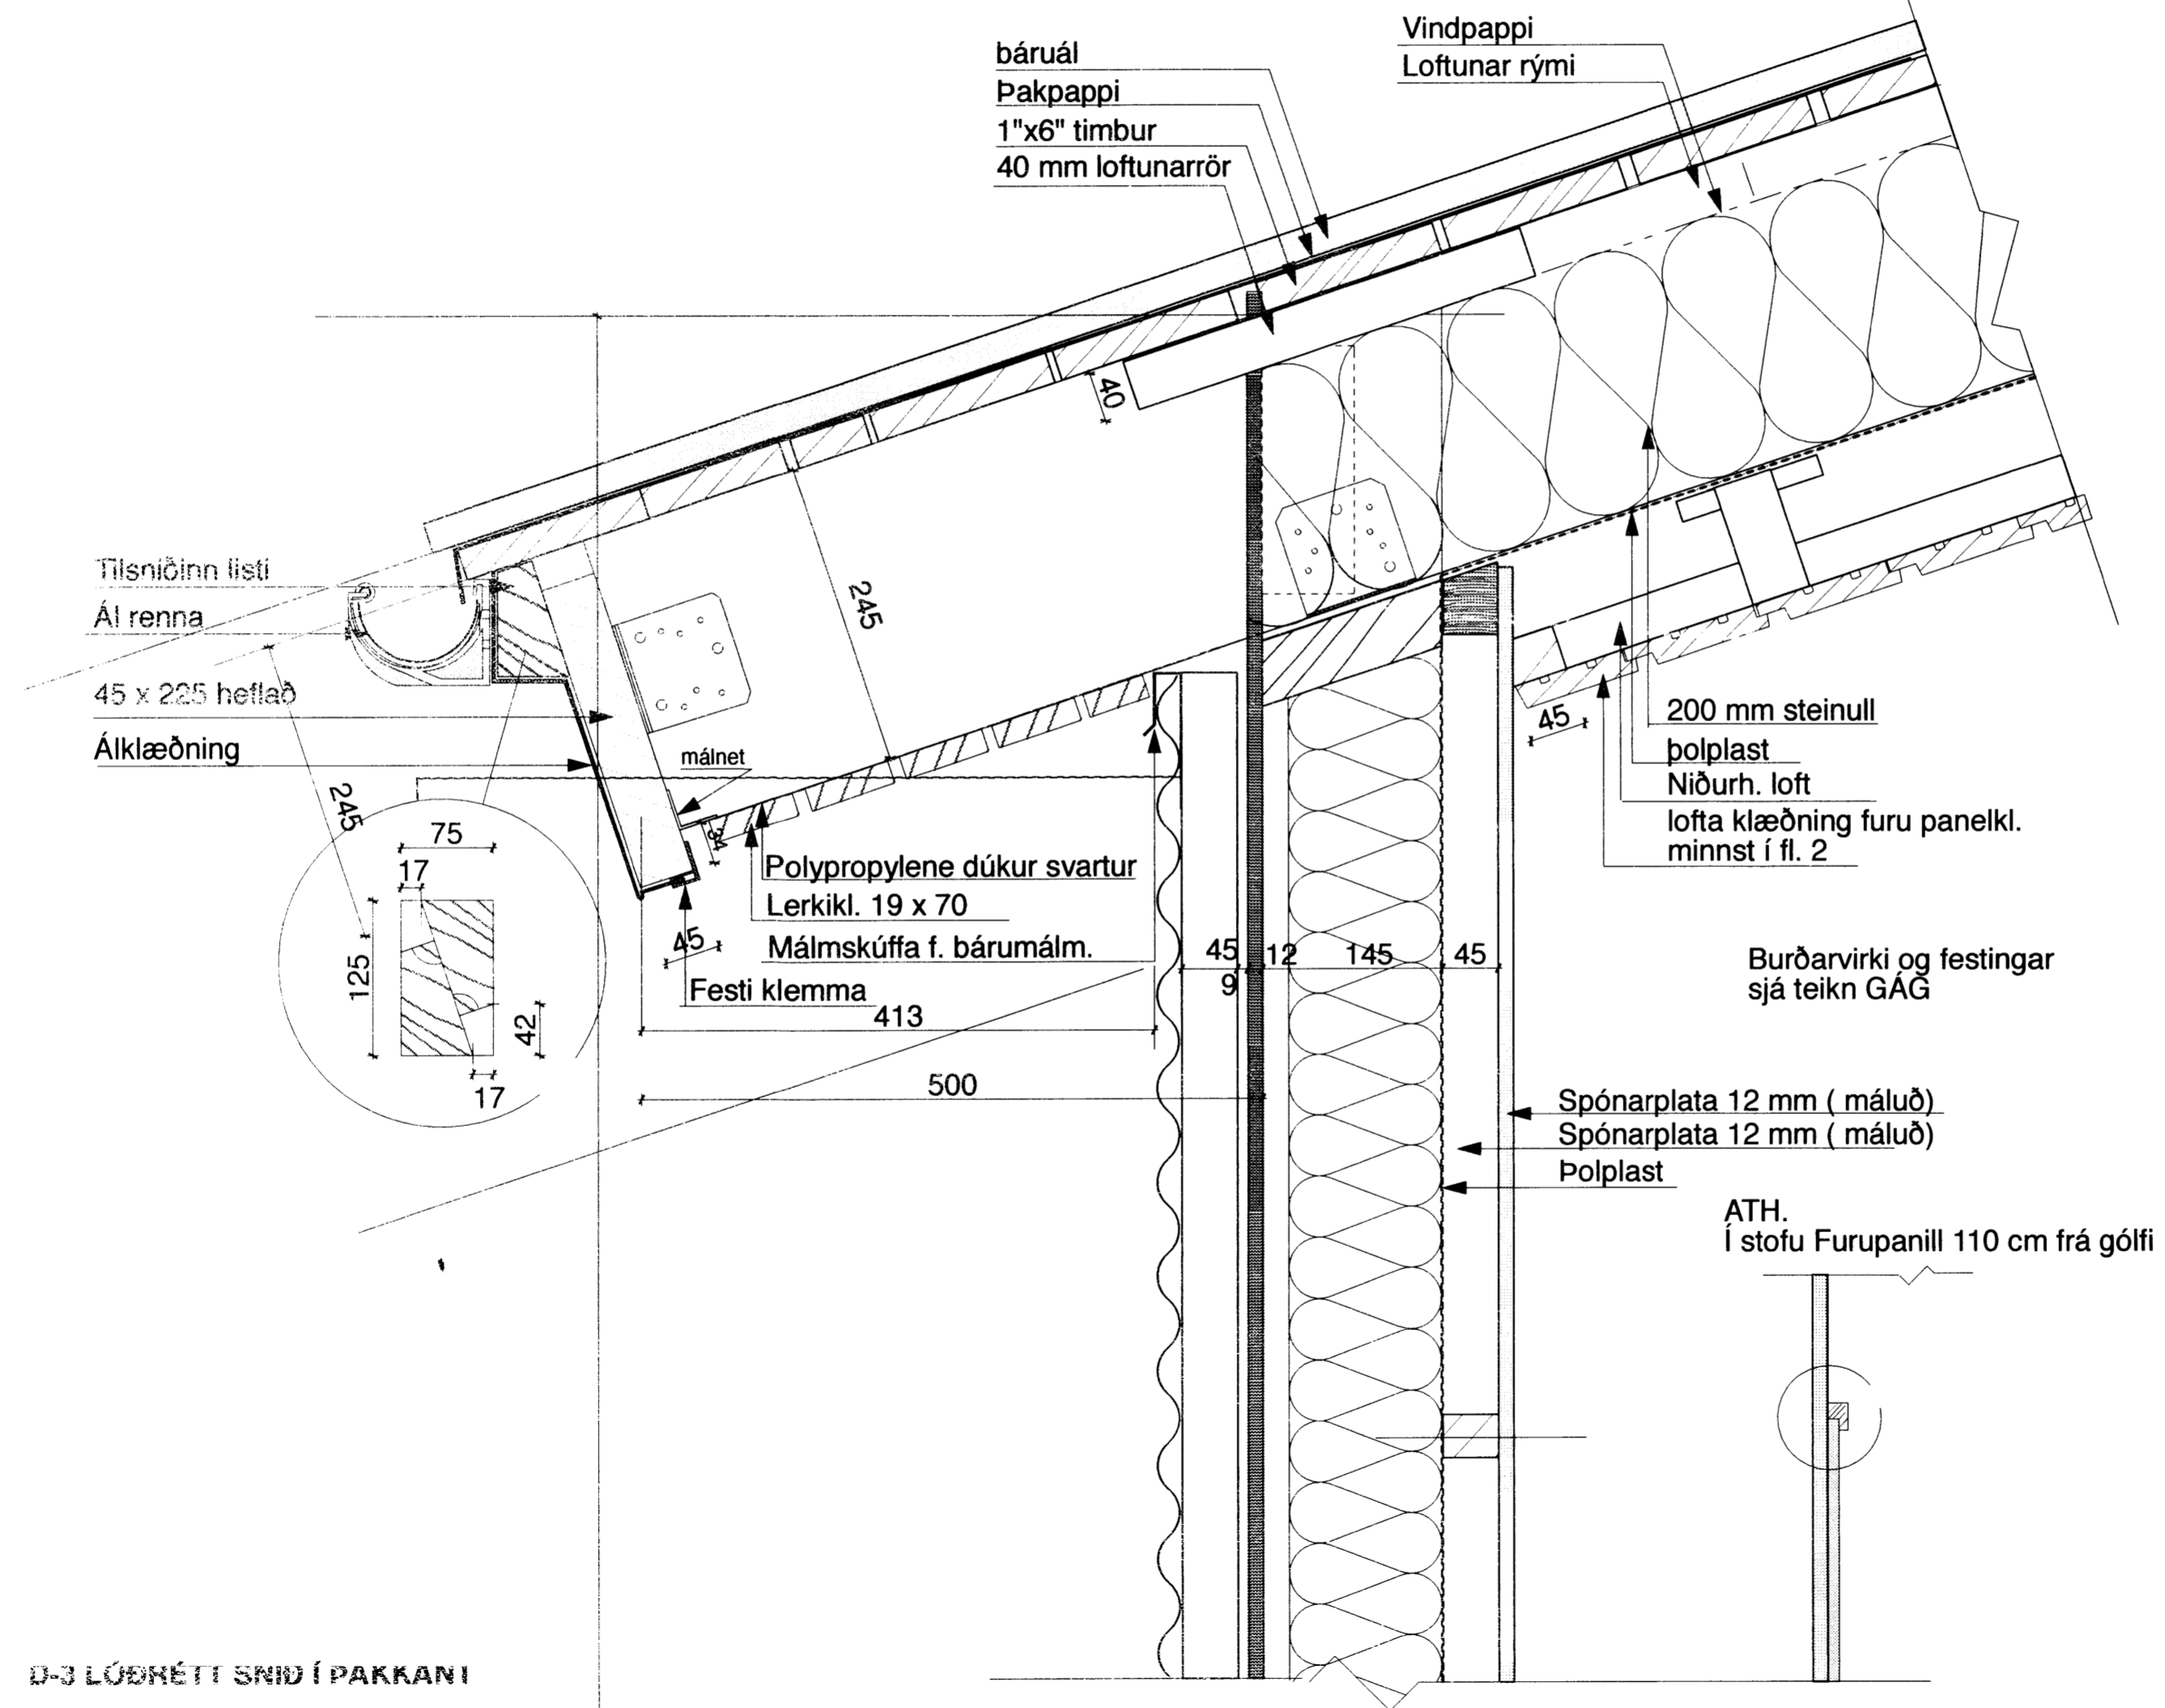 báruál
Þakpappi
1"x6" timbur
40 mm loftunarrör
Vindpappi
Loftunar rými
40
Tilsniðinn listi
Ál renna
45 x 225 heflað
Álklæðning
245
245
málnet
34
75
17
125
42
17
Polypropylene dúkur svartur
Lerkikl. 19 x 70
Málmskúffa f. bárumálm.
45
Festi klemma
413
500
45
9
12
145
45
45
200 mm steinull
þolplast
Niðurh. loft
lofta klæðning furu panelkl.
minnst í fl. 2
Burðarvirki og festingar
sjá teikn GÁG
Spónarplata 12 mm ( máluð)
Spónarplata 12 mm ( máluð)
Þolplast
ATH.
Í stofu Furupanill 110 cm frá gólfi
D-3 LÓÐRÉTT SNIÐ Í ÞAKKANT